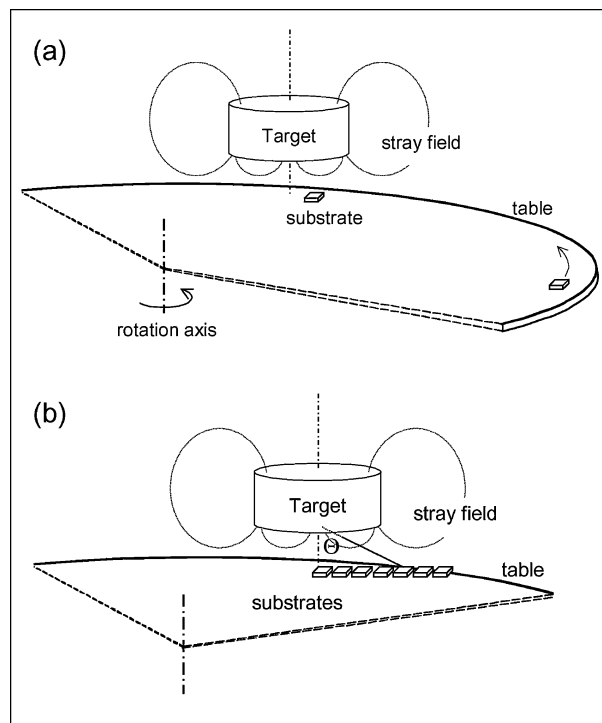 (a)
Target
stray field
substrate
table
rotation axis
(b)
Target
stray field
Θ
table
substrates